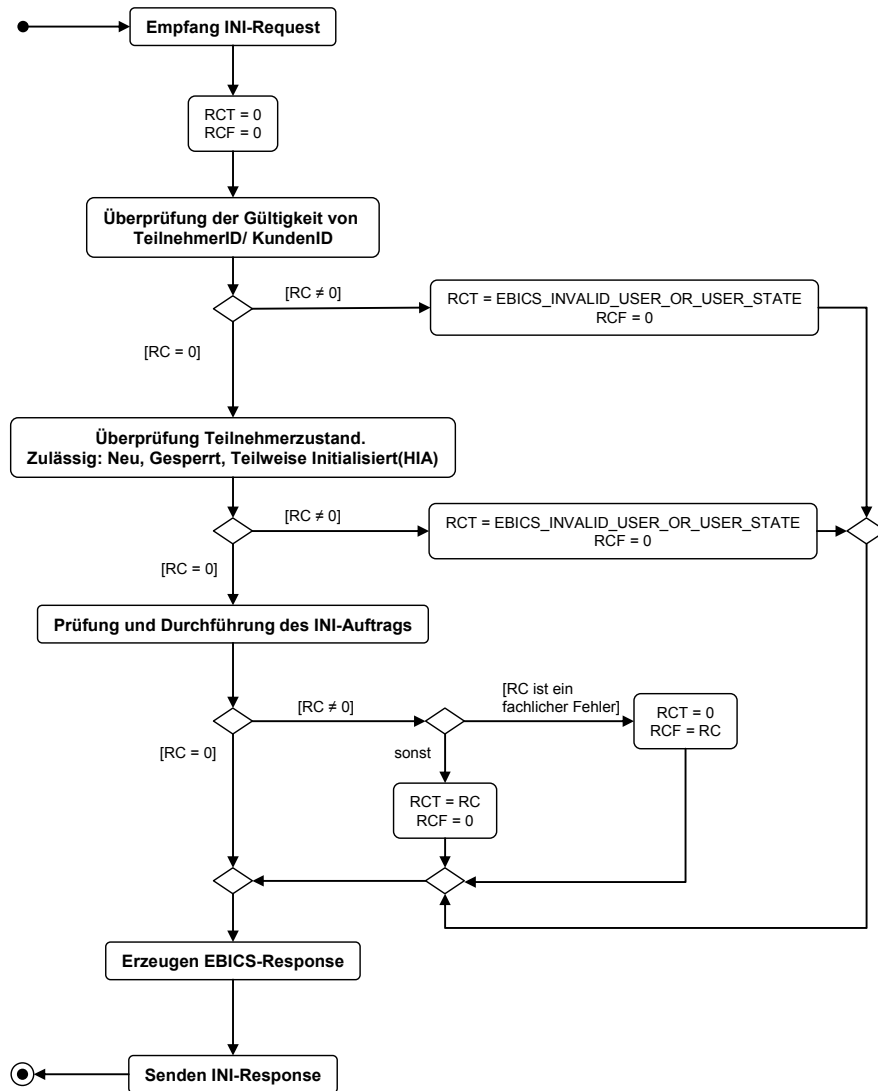 Empfang INI-Request
RCT = 0
RCF = 0
Überprüfung der Gültigkeit von
TeilnehmerID/ KundenID
[RC ≠ 0]
RCT = EBICS_INVALID_USER_OR_USER_STATE
RCF = 0
[RC = 0]
Überprüfung Teilnehmerzustand.
Zulässig: Neu, Gesperrt, Teilweise Initialisiert(HIA)
[RC ≠ 0]
RCT = EBICS_INVALID_USER_OR_USER_STATE
RCF = 0
[RC = 0]
Prüfung und Durchführung des INI-Auftrags
[RC ≠ 0]
[RC ist ein
fachlicher Fehler]
RCT = 0
RCF = RC
[RC = 0]
sonst
RCT = RC
RCF = 0
Erzeugen EBICS-Response
Senden INI-Response